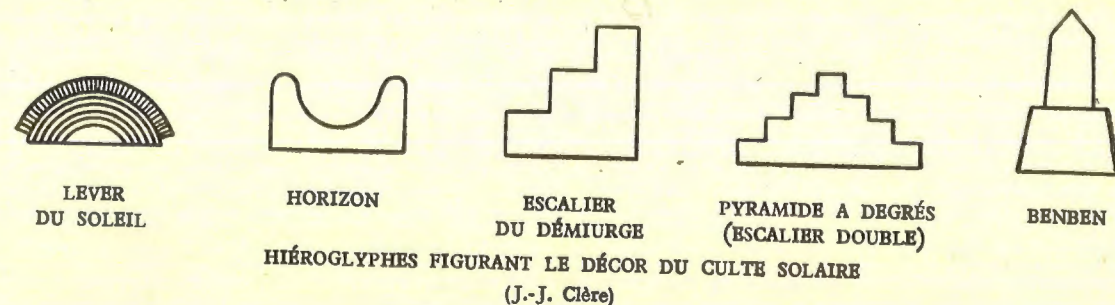 LEVER
DU SOLEIL
HORIZON
ESCALIER
DU DÉMIURGE
PYRAMIDE A DEGRÉS
(ESCALIER DOUBLE)
BENBEN
HIÉROGLYPHES FIGURANT LE DÉCOR DU CULTE SOLAIRE
(J.-J. Clère)